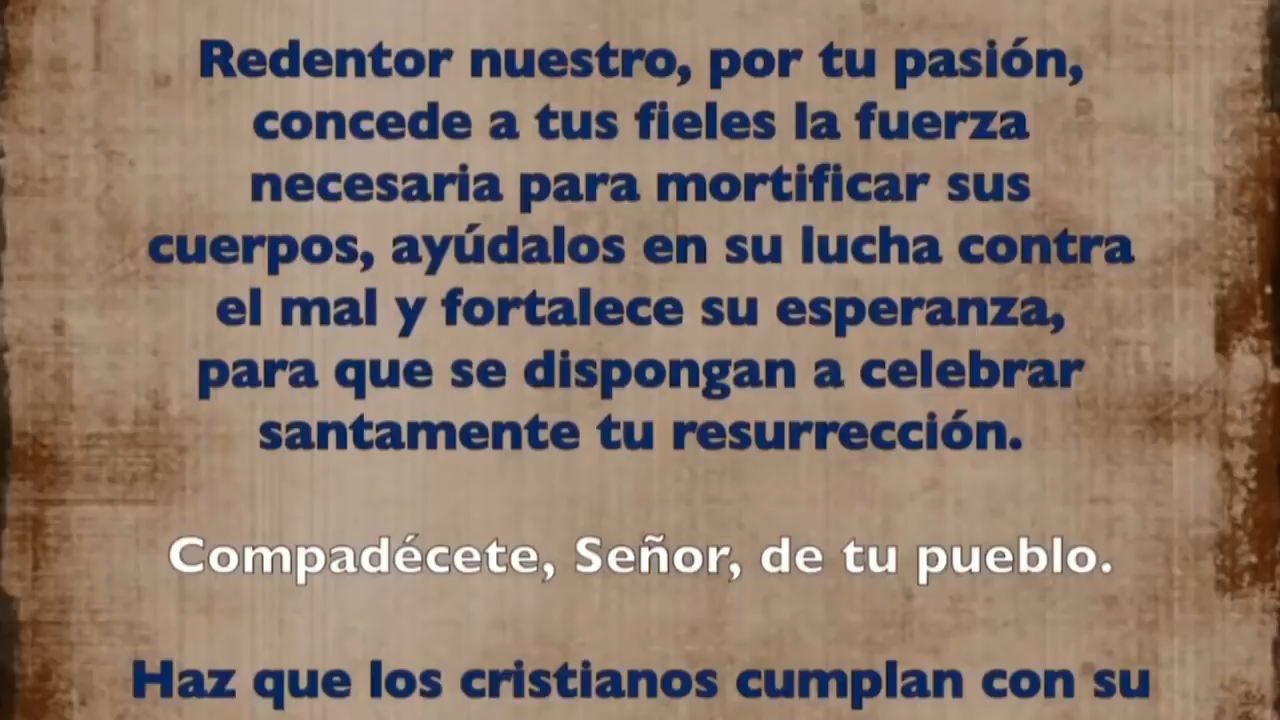 Redentor nuestro, por tu pasión,
concede a tus fieles la fuerza
necesaria para mortificar sus
cuerpos, ayúdalos en su lucha contra
el mal y fortalece su esperanza,
para que se dispongan a celebrar
santamente tu resurrección.
Compadécete, Señor, de tu pueblo.
Haz que los cristianos cumplan con su